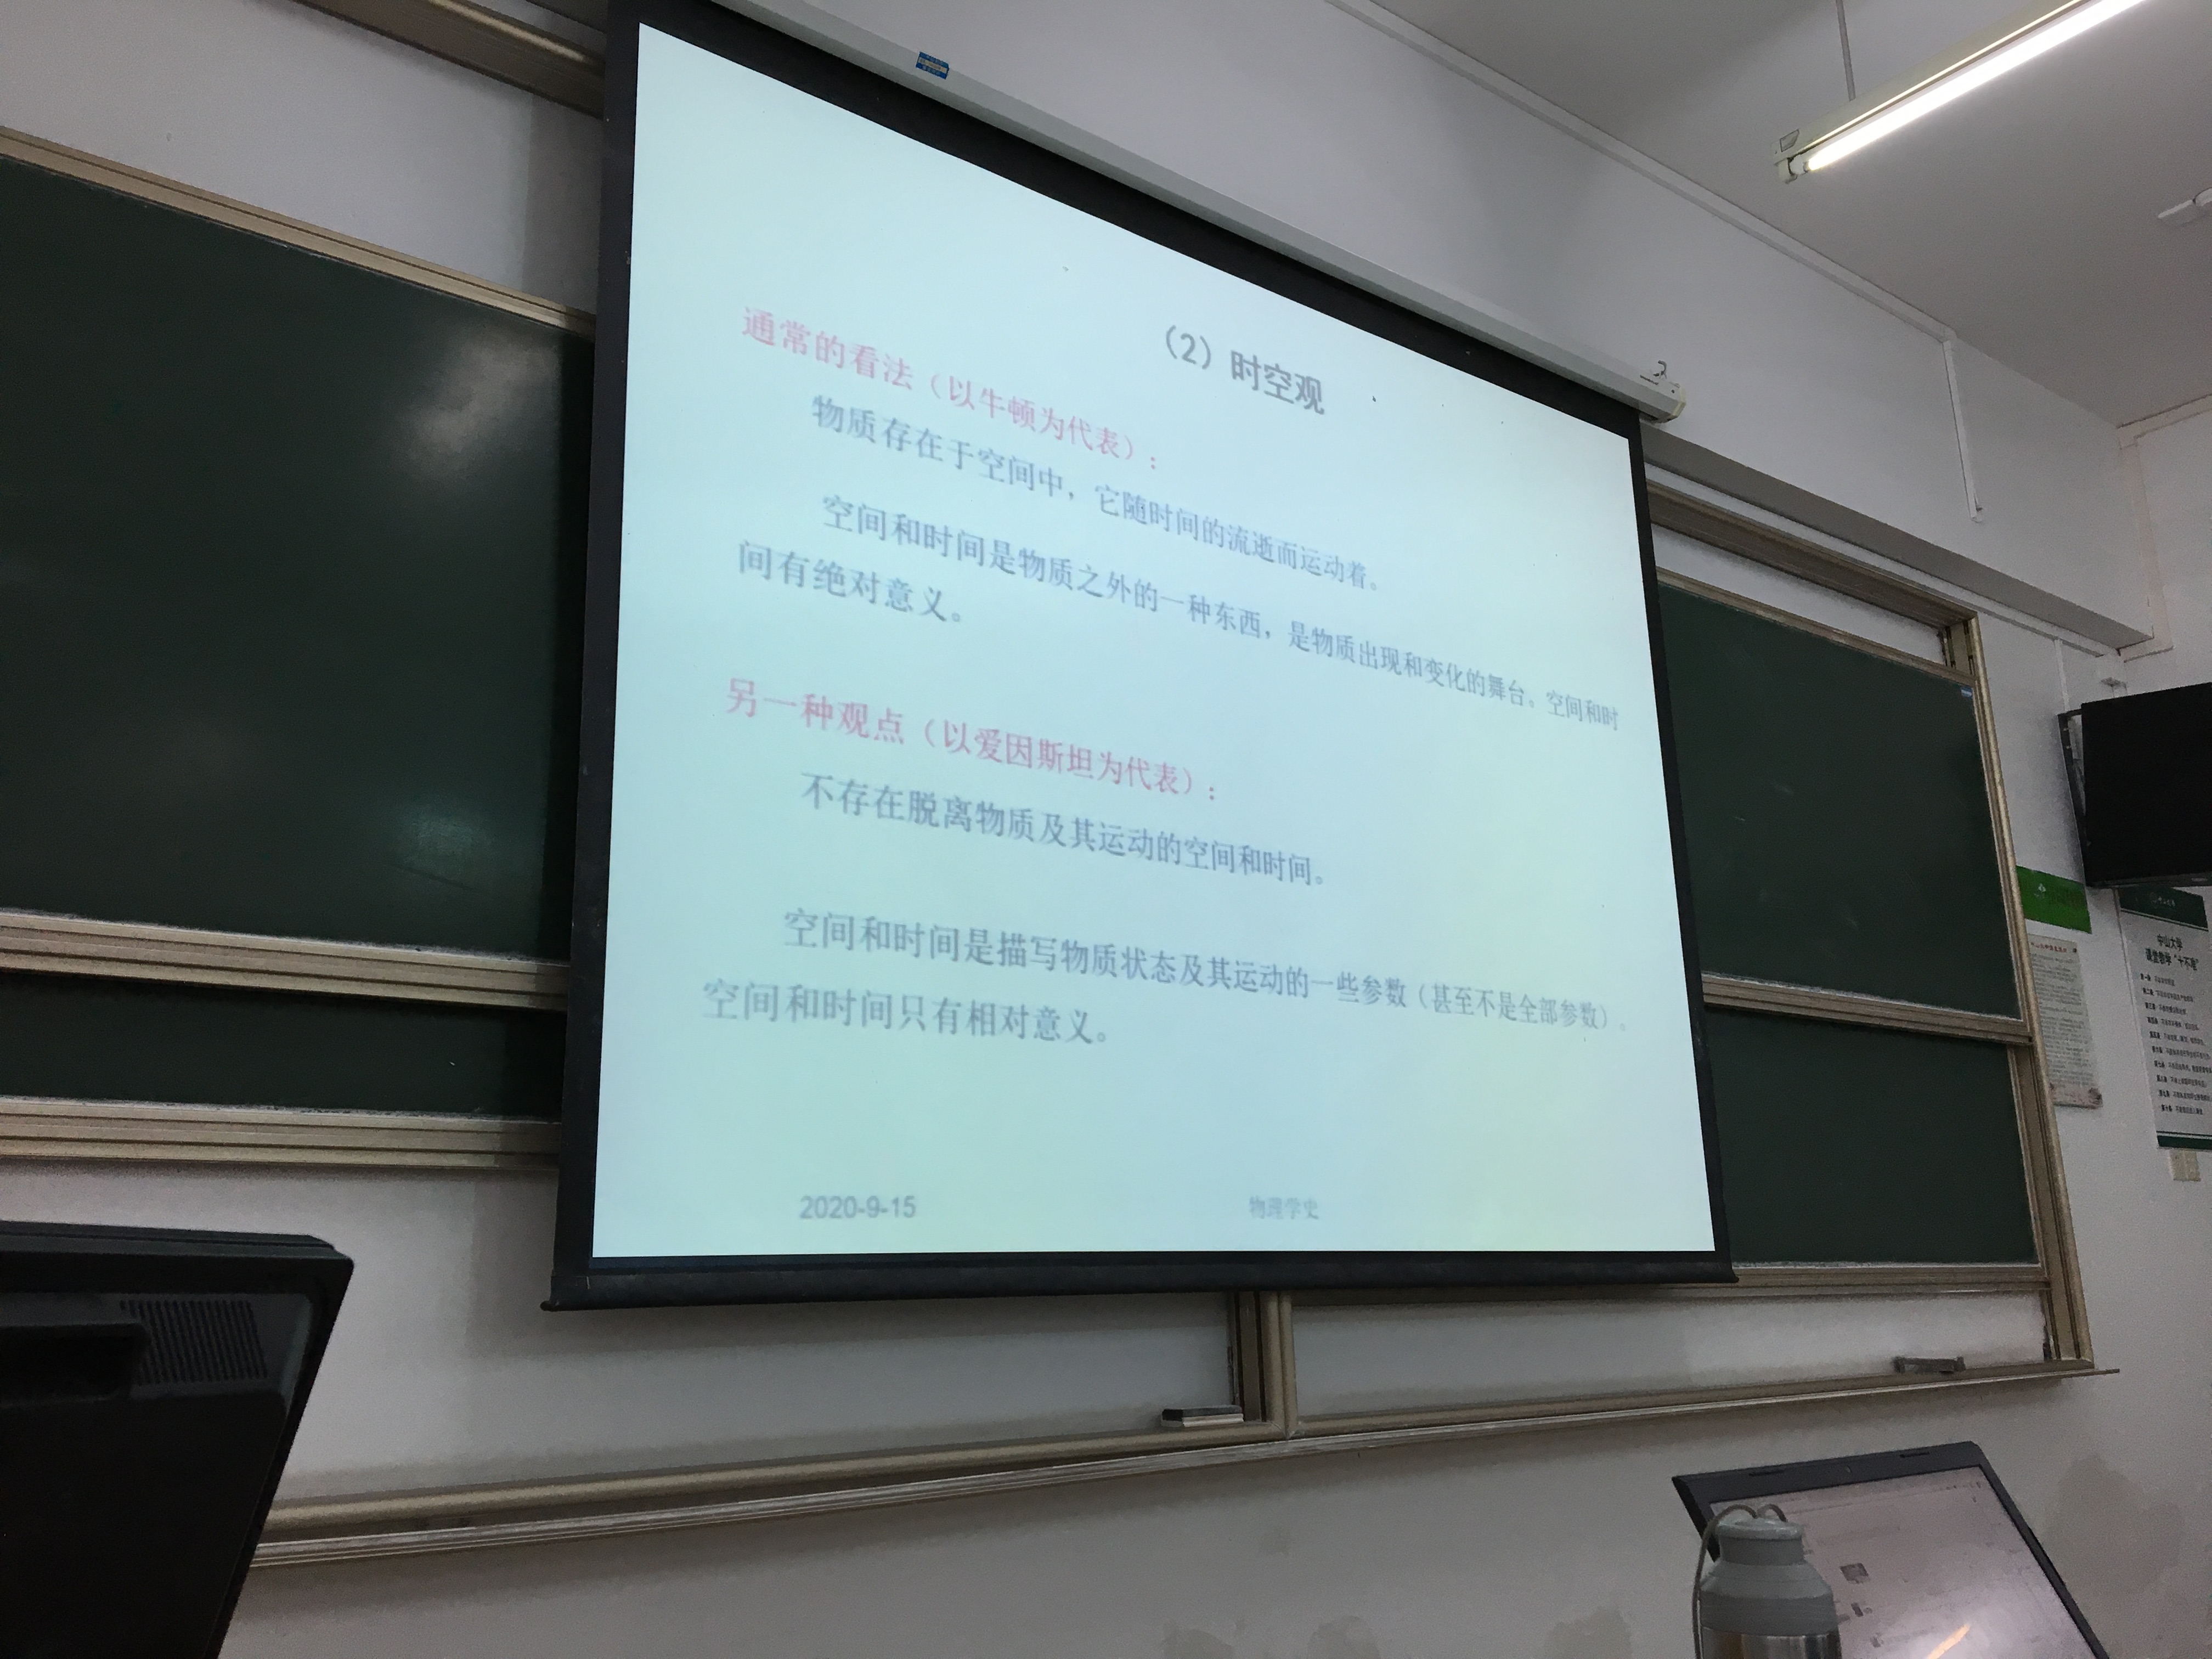 （2）时空观
通常的看法（以牛顿为代表）：
物质存在于空间中，它随时间的流逝而运动着。
空间和时间是物质之外的一种东西，是物质出现和变化的舞台。空间和时
间有绝对意义。
另一种观点（以爱因斯坦为代表）：
不存在脱离物质及其运动的空间和时间。
空间和时间是描写物质状态及其运动的一些参数（甚至不是全部参数）。
空间和时间只有相对意义。
2020-9-15
物理学史
中山大学
课堂教学“十不准”